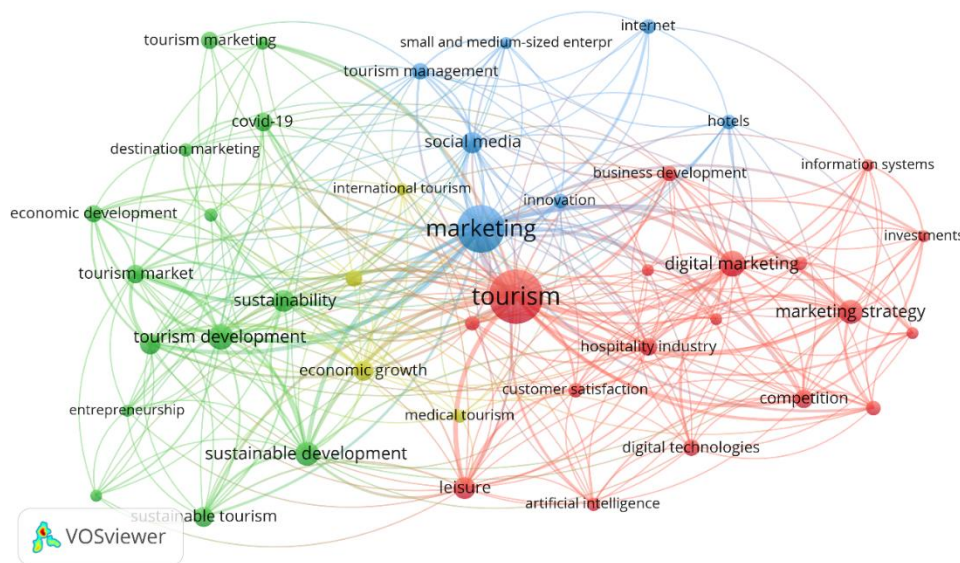 internet
tourism marketing
small and medium-sized enterpr
tourism management
hotels
covid-19
social media
destination marketing
information systems
business development
international tourism
innovation
economic development
marketing
investments
tourism market
digital marketing
sustainability
tourism
marketing strategy
tourism development
hospitality industry
economic growth
customer satisfaction
competition
entrepreneurship
medical tourism
digital technologies
sustainable development
leisure
artificial intelligence
sustainable tourism
VOSviewer